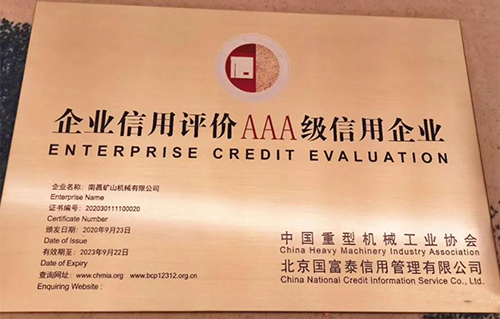 企业信用评价AAA级信用企业
ENTERPRISE CREDIT EVALUATION
企业名称：南昌矿山机械有限公司
Enterprise Name
证书编号：202030111100020
Certificate Number
颁发日期：2020年9月23日
Date of Issue
有效期至：2023年9月22日
Date of Expiry
查询网址：www.chmia.org www.bcp12312.org.cn
Enquiring Website :
中国重型机械工业协会
China Heavy Machinery Industry Association
北京国富泰信用管理有限公司
China National Credit Information Service Co., Ltd.